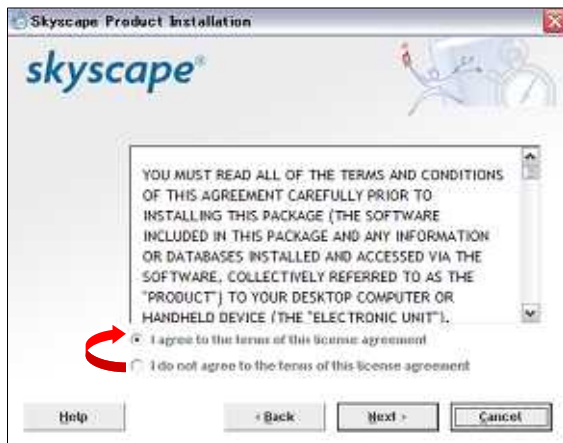 Skyscape Product Installation
skyscape®
YOU MUST READ ALL OF THE TERMS AND CONDITIONS
OF THIS AGREEMENT CAREFULLY PRIOR TO
INSTALLING THIS PACKAGE (THE SOFTWARE
INCLUDED IN THIS PACKAGE AND ANY INFORMATION
OR DATABASES INSTALLED AND ACCESSED VIA THE
SOFTWARE, COLLECTIVELY REFERRED TO AS THE
"PRODUCT") TO YOUR DESKTOP COMPUTER OR
HANDHELD DEVICE (THE "ELECTRONIC UNIT").
I agree to the terms of this license agreement
I do not agree to the terms of this license agreement
Help < Back Next > Cancel